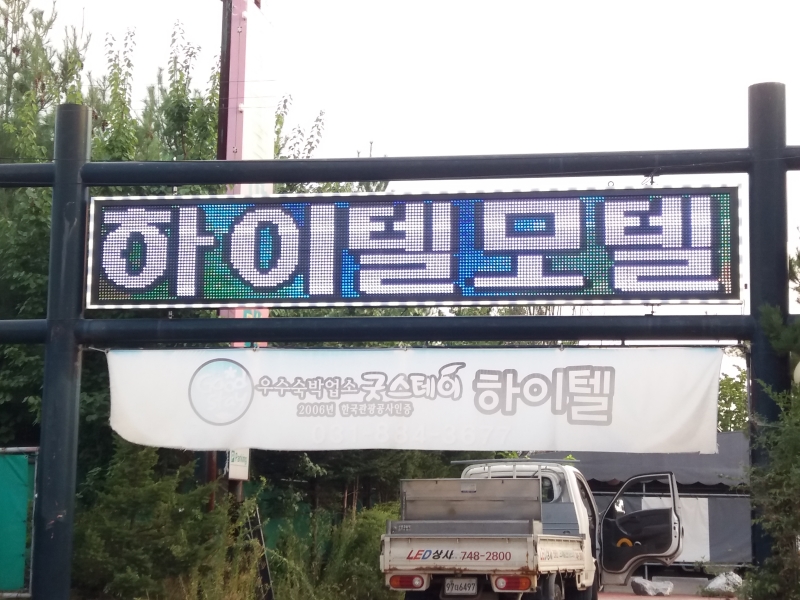 하이텔모텔
우수숙박업소 굿스테이 하이텔
2006년 한국관광공사인증
LED상사 748-2800